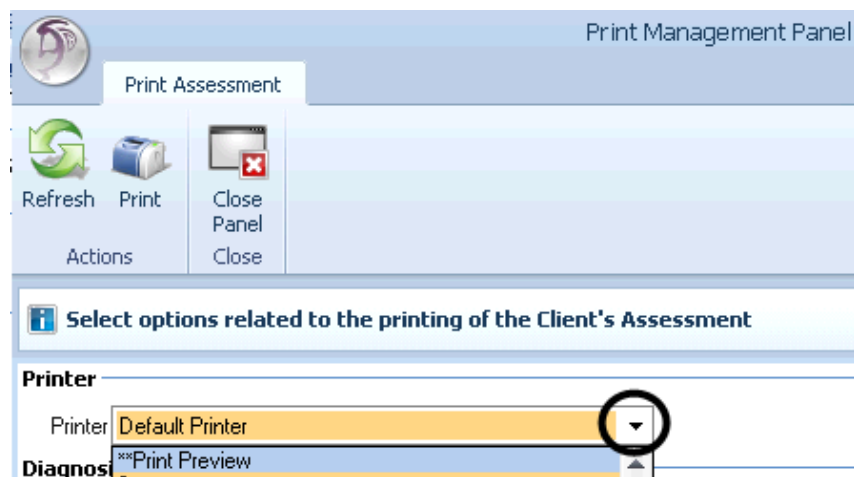 Print Management Panel
Print Assessment
Refresh Print Close Panel
Actions Close
Select options related to the printing of the Client's Assessment
Printer
Printer Default Printer
**Print Preview